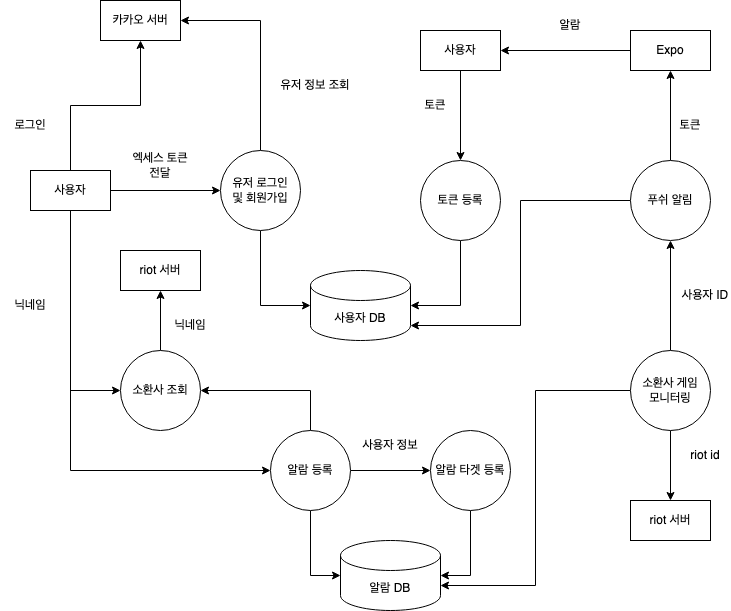 카카오 서버
사용자
알람
Expo
유저 정보 조회
토큰
로그인
토큰
엑세스 토큰
전달
사용자
유저 로그인
및 회원가입
토큰 등록
푸쉬 알림
riot 서버
닉네임
닉네임
사용자 DB
사용자 ID
소환사 조회
소환사 게임
모니터링
사용자 정보
알람 등록
알람 타겟 등록
riot id
riot 서버
알람 DB